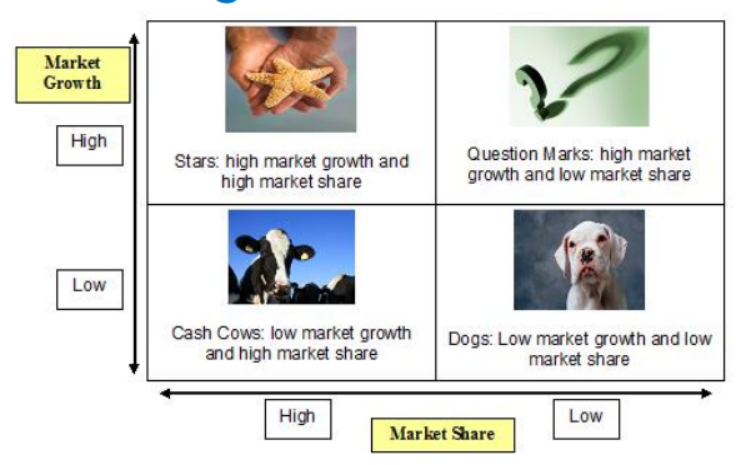 Market
Growth
High
Stars: high market growth and
high market share
Question Marks: high market
growth and low market share
Low
Cash Cows: low market growth
and high market share
Dogs: Low market growth and low
market share
High
Low
Market Share